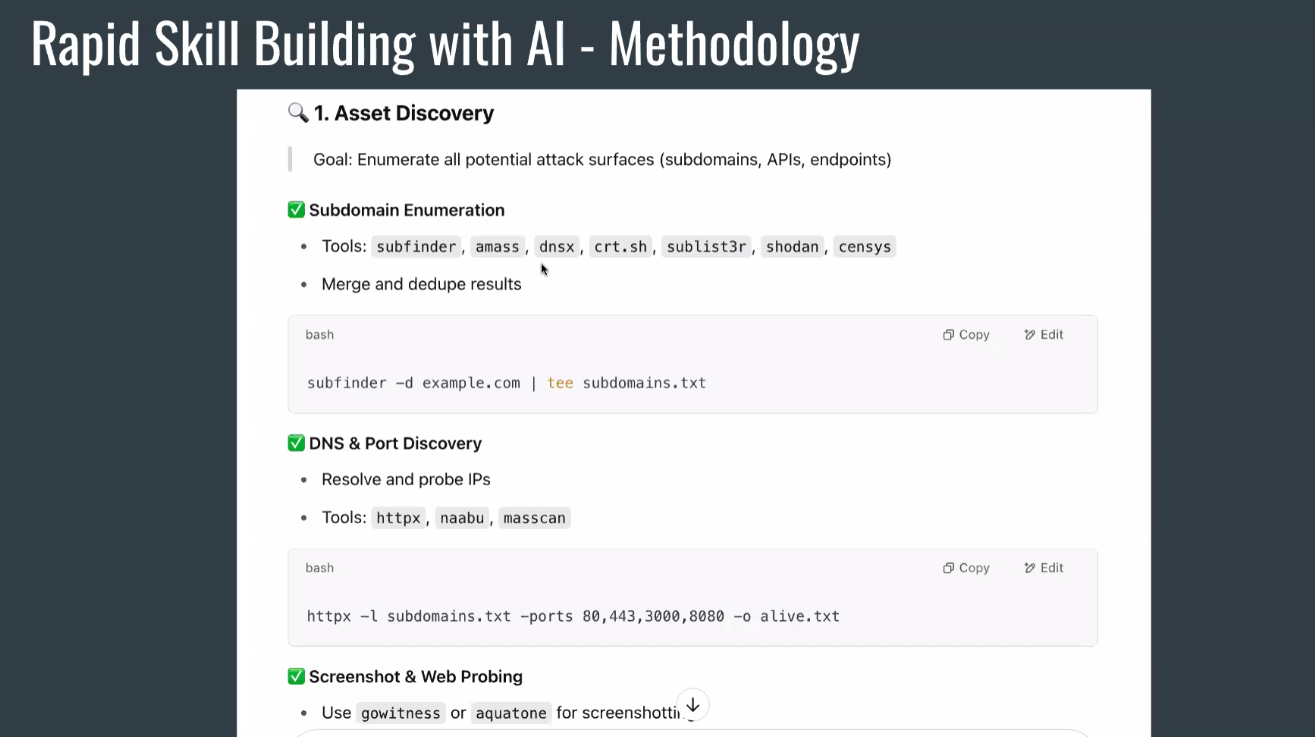 Rapid Skill Building with AI - Methodology
🔍 1. Asset Discovery
Goal: Enumerate all potential attack surfaces (subdomains, APIs, endpoints)
✅ Subdomain Enumeration
• Tools: subfinder, amass, dnsx, crt.sh, sublist3r, shodan, censys
• Merge and dedupe results
bash Copy Edit
subfinder -d example.com | tee subdomains.txt
✅ DNS & Port Discovery
• Resolve and probe IPs
• Tools: httpx, naabu, masscan
bash Copy Edit
httpx -l subdomains.txt -ports 80,443,3000,8080 -o alive.txt
✅ Screenshot & Web Probing
• Use gowitness or aquatone for